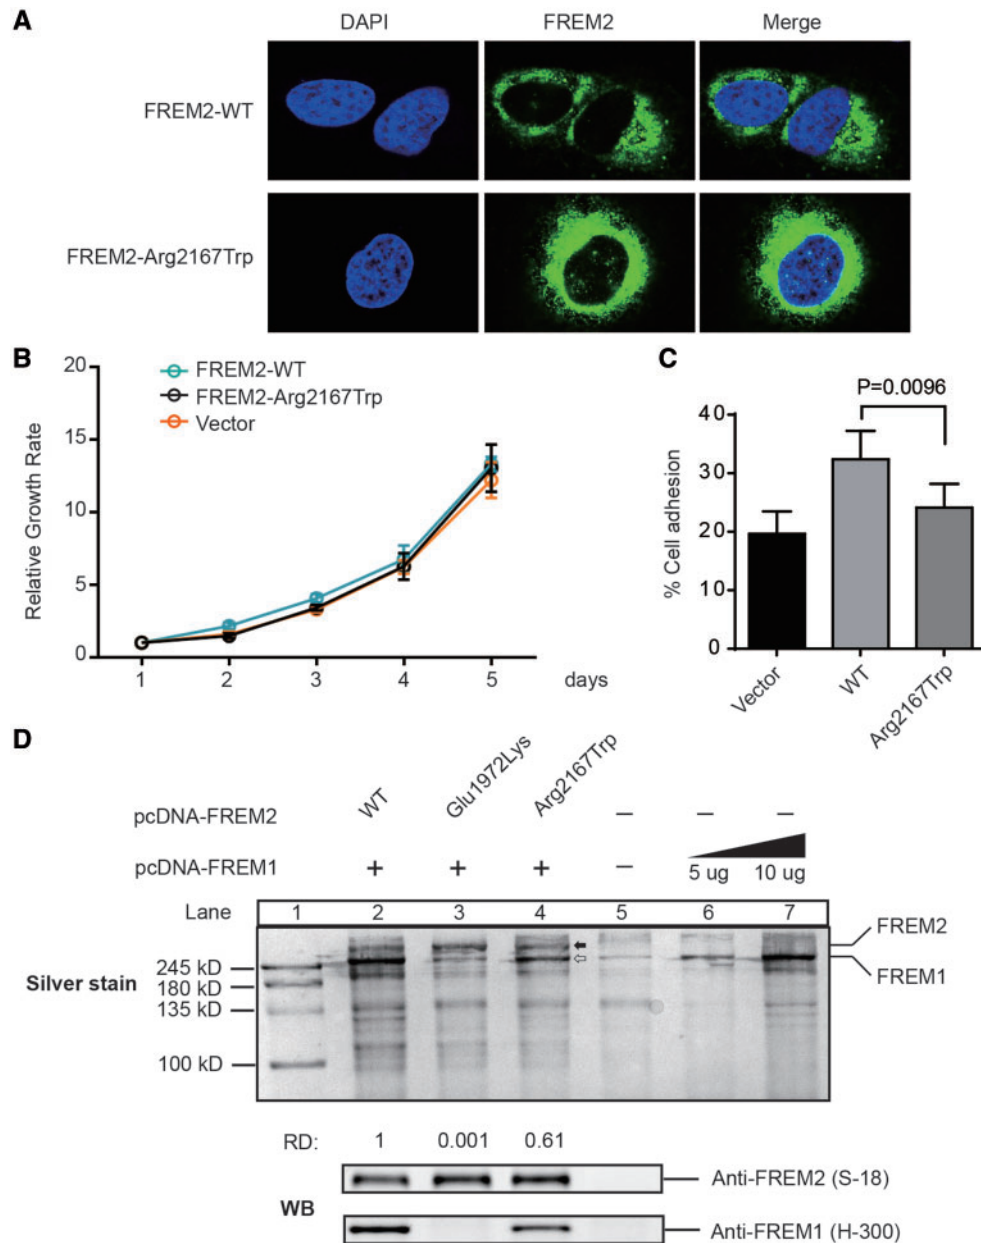 A
DAPI FREM2 Merge
FREM2-WT
FREM2-Arg2167Trp
B
Relative Growth Rate
20
15
10
5
0
FREM2-WT
FREM2-Arg2167Trp
Vector
1 2 3 4 5 days
C
P=0.0096
% Cell adhesion
40
30
20
10
0
Vector WT Arg2167Trp
D
WT Glu1972Lys Arg2167Trp
pcDNA-FREM2 – – –
pcDNA-FREM1 + + + – 5 ug 10 ug
Lane 1 2 3 4 5 6 7
FREM2
FREM1
Silver stain
245 kD
180 kD
135 kD
100 kD
RD: 1 0.001 0.61
WB
Anti-FREM2 (S-18)
Anti-FREM1 (H-300)